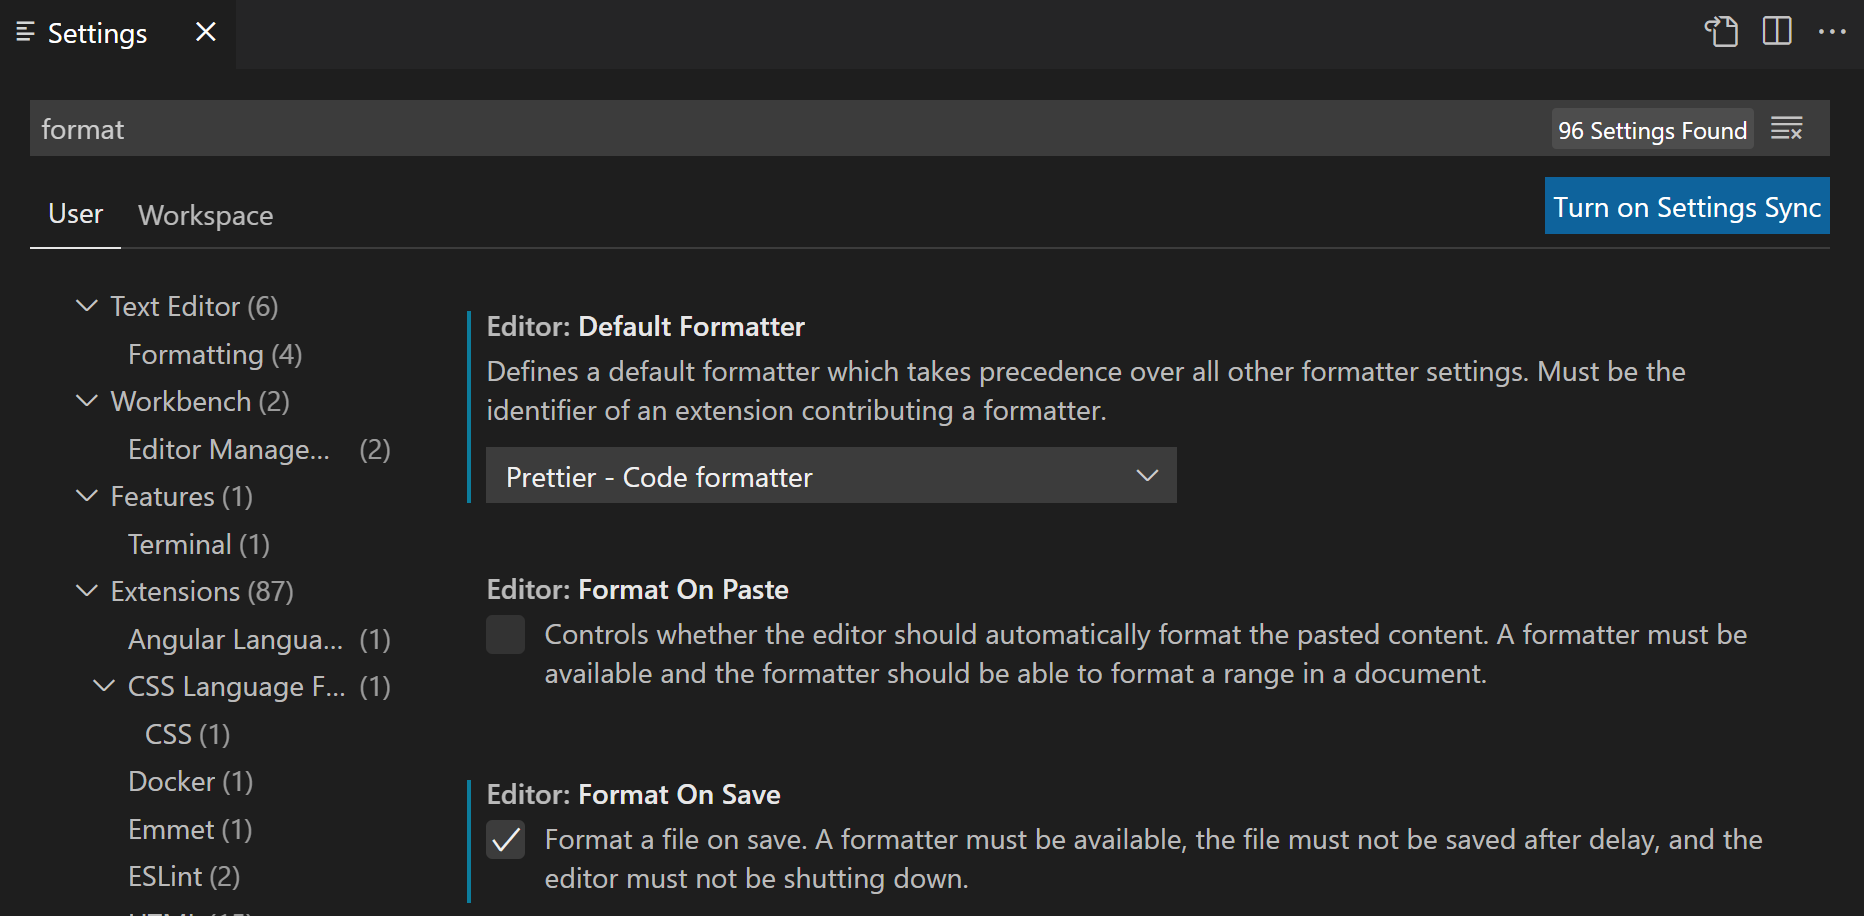 Settings
format
96 Settings Found
User
Workspace
Turn on Settings Sync
Text Editor (6)
Formatting (4)
Workbench (2)
Editor Manage... (2)
Features (1)
Terminal (1)
Extensions (87)
Angular Langua... (1)
CSS Language F... (1)
CSS (1)
Docker (1)
Emmet (1)
ESLint (2)
Editor: Default Formatter
Defines a default formatter which takes precedence over all other formatter settings. Must be the
identifier of an extension contributing a formatter.
Prettier - Code formatter
Editor: Format On Paste
Controls whether the editor should automatically format the pasted content. A formatter must be
available and the formatter should be able to format a range in a document.
Editor: Format On Save
Format a file on save. A formatter must be available, the file must not be saved after delay, and the
editor must not be shutting down.